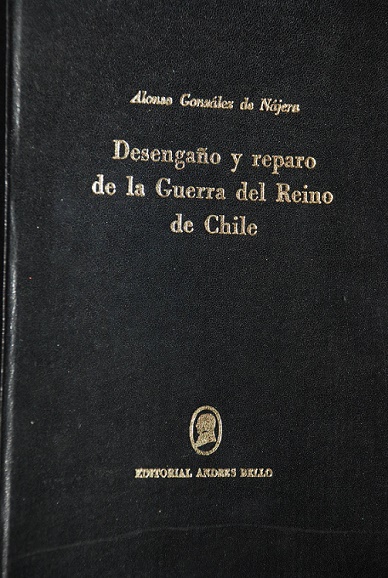 Alonso González de Nájera
Desengaño y reparo
de la Guerra del Reino
de Chile
EDITORIAL ANDRES BELLO